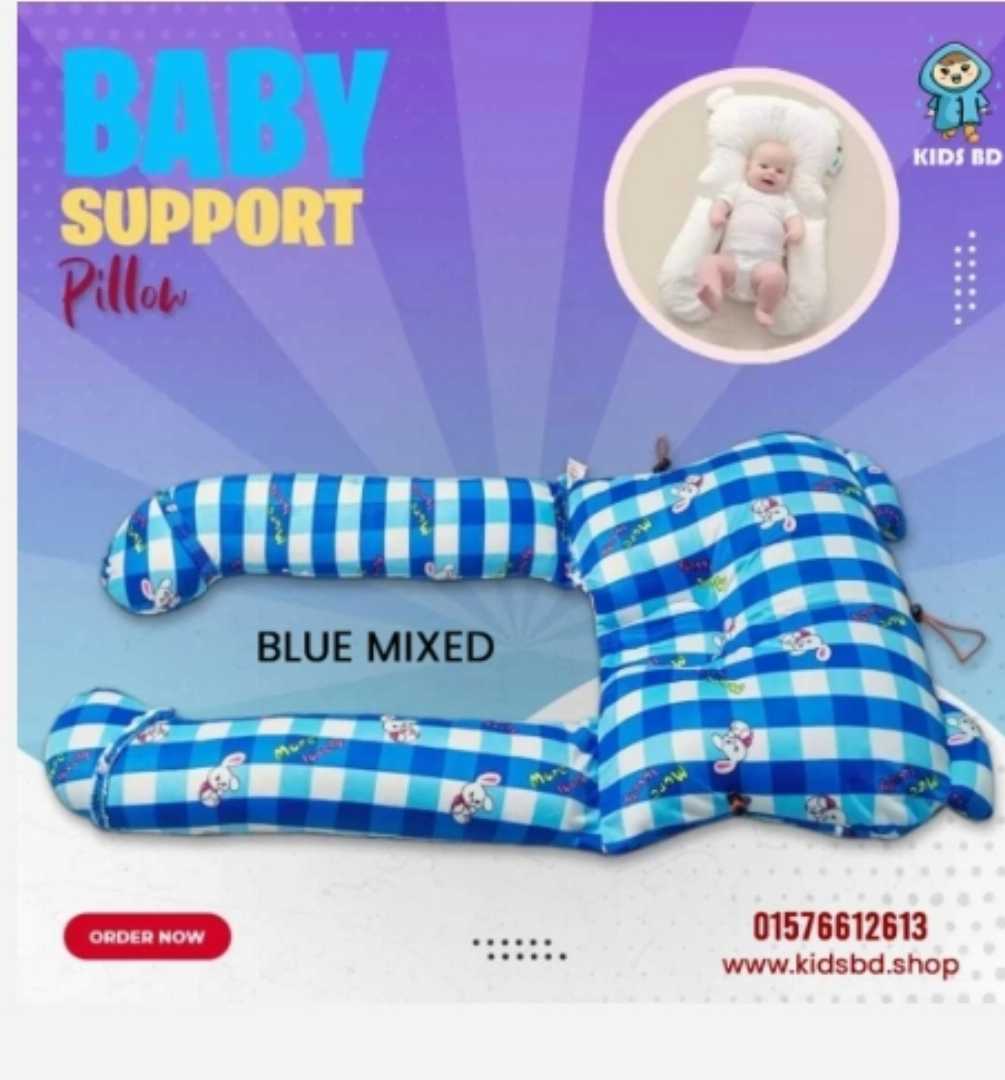 BABY
SUPPORT
Pillow
KIDS BD
BLUE MIXED
ORDER NOW
01576612613
www.kidsbd.shop